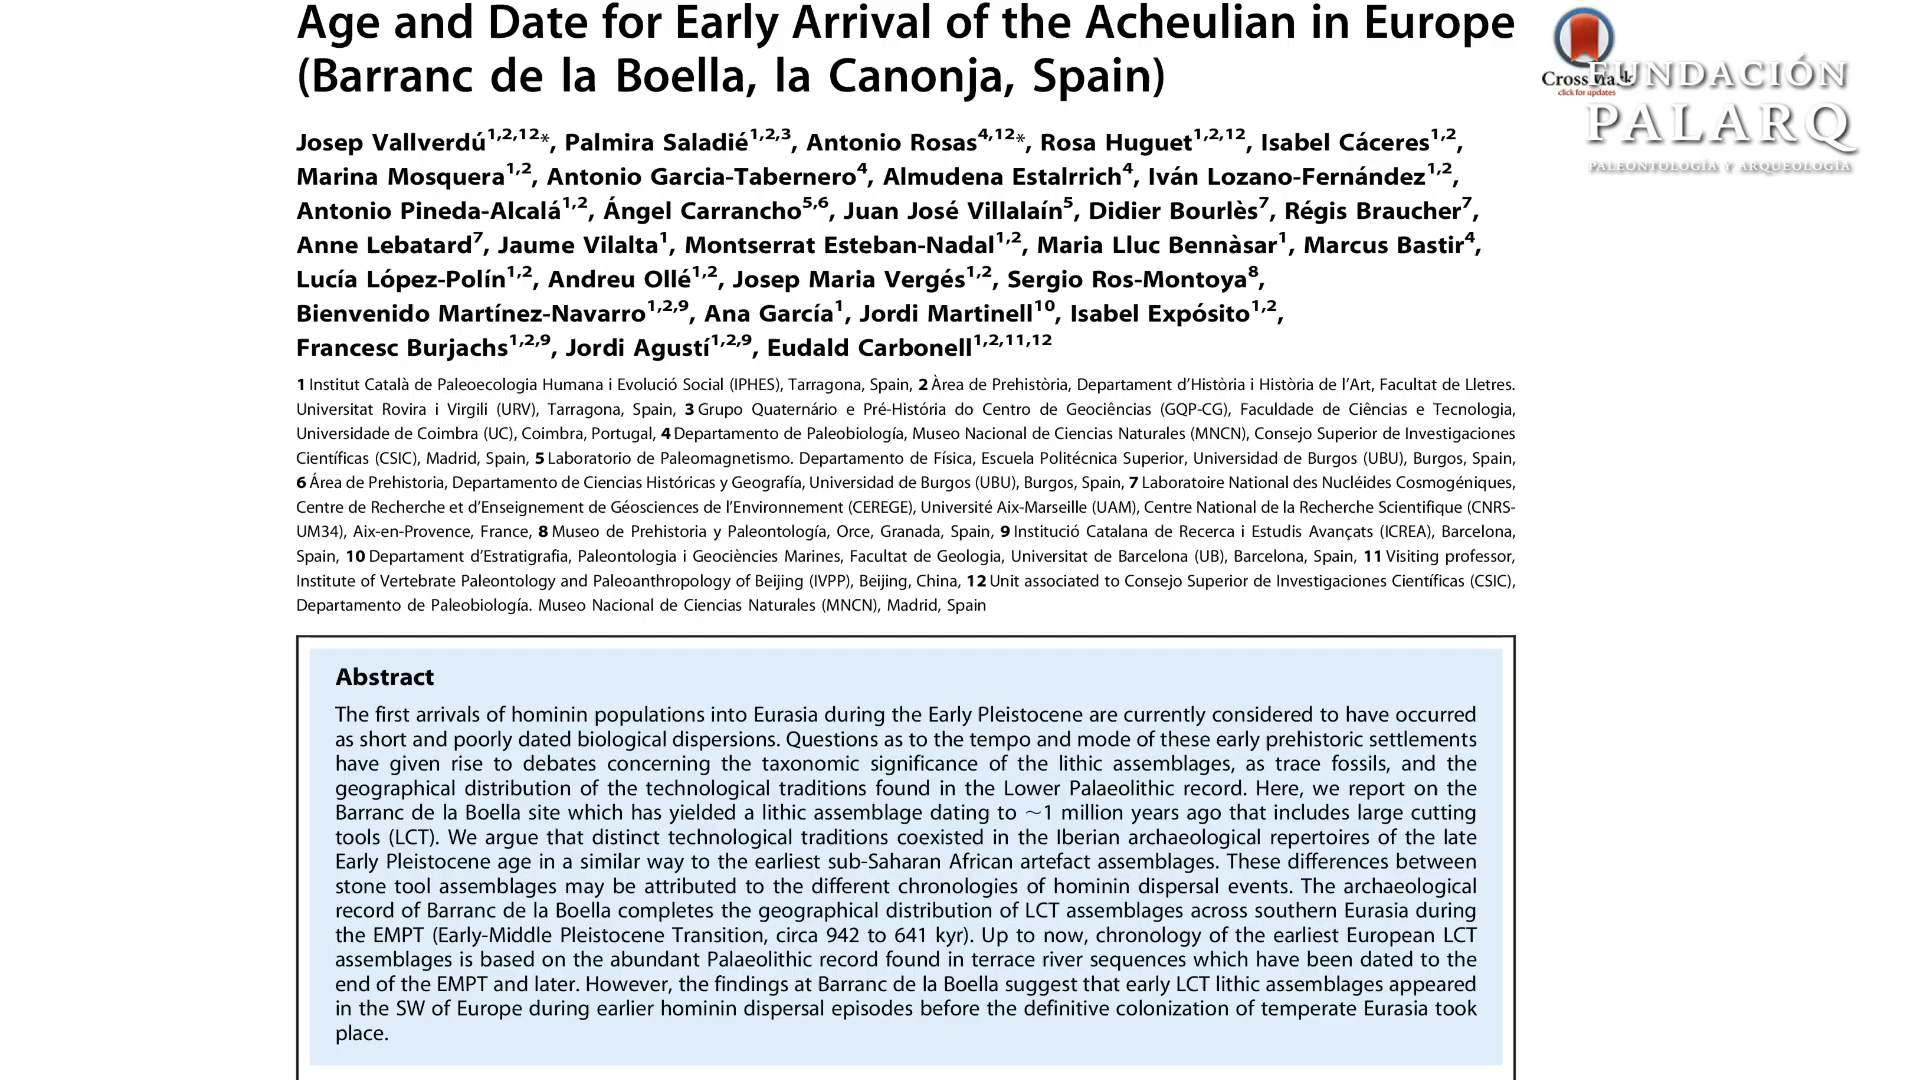 Age and Date for Early Arrival of the Acheulian in Europe
(Barranc de la Boella, la Canonja, Spain)
CrossMark
click for updates
FUNDACIÓN
PALARQ
PALEONTOLOGÍA Y ARQUEOLOGÍA
Josep Vallverdú1,2,12*, Palmira Saladié1,2,3, Antonio Rosas4,12*, Rosa Huguet1,2,12, Isabel Cáceres1,2,
Marina Mosquera1,2, Antonio Garcia-Tabernero4, Almudena Estalrrich4, Iván Lozano-Fernández1,2,
Antonio Pineda-Alcalá1,2, Ángel Carrancho5,6, Juan José Villalaín5, Didier Bourlès7, Régis Braucher7,
Anne Lebatard7, Jaume Vilalta1, Montserrat Esteban-Nadal1,2, Maria Lluc Bennàsar1, Marcus Bastir4,
Lucía López-Polín1,2, Andreu Ollé1,2, Josep Maria Vergés1,2, Sergio Ros-Montoya8,
Bienvenido Martínez-Navarro1,2,9, Ana García1, Jordi Martinell10, Isabel Expósito1,2,
Francesc Burjachs1,2,9, Jordi Agustí1,2,9, Eudald Carbonell1,2,11,12
1 Institut Català de Paleoecologia Humana i Evolució Social (IPHES), Tarragona, Spain, 2 Àrea de Prehistòria, Departament d'Història i Història de l'Art, Facultat de Lletres.
Universitat Rovira i Virgili (URV), Tarragona, Spain, 3 Grupo Quaternário e Pré-História do Centro de Geociências (GQP-CG), Faculdade de Ciências e Tecnologia,
Universidade de Coimbra (UC), Coimbra, Portugal, 4 Departamento de Paleobiología, Museo Nacional de Ciencias Naturales (MNCN), Consejo Superior de Investigaciones
Científicas (CSIC), Madrid, Spain, 5 Laboratorio de Paleomagnetismo. Departamento de Física, Escuela Politécnica Superior, Universidad de Burgos (UBU), Burgos, Spain,
6 Área de Prehistoria, Departamento de Ciencias Históricas y Geografía, Universidad de Burgos (UBU), Burgos, Spain, 7 Laboratoire National des Nucléides Cosmogéniques,
Centre de Recherche et d'Enseignement de Géosciences de l'Environnement (CEREGE), Université Aix-Marseille (UAM), Centre National de la Recherche Scientifique (CNRS-
UM34), Aix-en-Provence, France, 8 Museo de Prehistoria y Paleontología, Orce, Granada, Spain, 9 Institució Catalana de Recerca i Estudis Avançats (ICREA), Barcelona,
Spain, 10 Departament d'Estratigrafia, Paleontologia i Geociències Marines, Facultat de Geologia, Universitat de Barcelona (UB), Barcelona, Spain, 11 Visiting professor,
Institute of Vertebrate Paleontology and Paleoanthropology of Beijing (IVPP), Beijing, China, 12 Unit associated to Consejo Superior de Investigaciones Científicas (CSIC),
Departamento de Paleobiología. Museo Nacional de Ciencias Naturales (MNCN), Madrid, Spain
Abstract
The first arrivals of hominin populations into Eurasia during the Early Pleistocene are currently considered to have occurred
as short and poorly dated biological dispersions. Questions as to the tempo and mode of these early prehistoric settlements
have given rise to debates concerning the taxonomic significance of the lithic assemblages, as trace fossils, and the
geographical distribution of the technological traditions found in the Lower Palaeolithic record. Here, we report on the
Barranc de la Boella site which has yielded a lithic assemblage dating to ~1 million years ago that includes large cutting
tools (LCT). We argue that distinct technological traditions coexisted in the Iberian archaeological repertoires of the late
Early Pleistocene age in a similar way to the earliest sub-Saharan African artefact assemblages. These differences between
stone tool assemblages may be attributed to the different chronologies of hominin dispersal events. The archaeological
record of Barranc de la Boella completes the geographical distribution of LCT assemblages across southern Eurasia during
the EMPT (Early-Middle Pleistocene Transition, circa 942 to 641 kyr). Up to now, chronology of the earliest European LCT
assemblages is based on the abundant Palaeolithic record found in terrace river sequences which have been dated to the
end of the EMPT and later. However, the findings at Barranc de la Boella suggest that early LCT lithic assemblages appeared
in the SW of Europe during earlier hominin dispersal episodes before the definitive colonization of temperate Eurasia took
place.